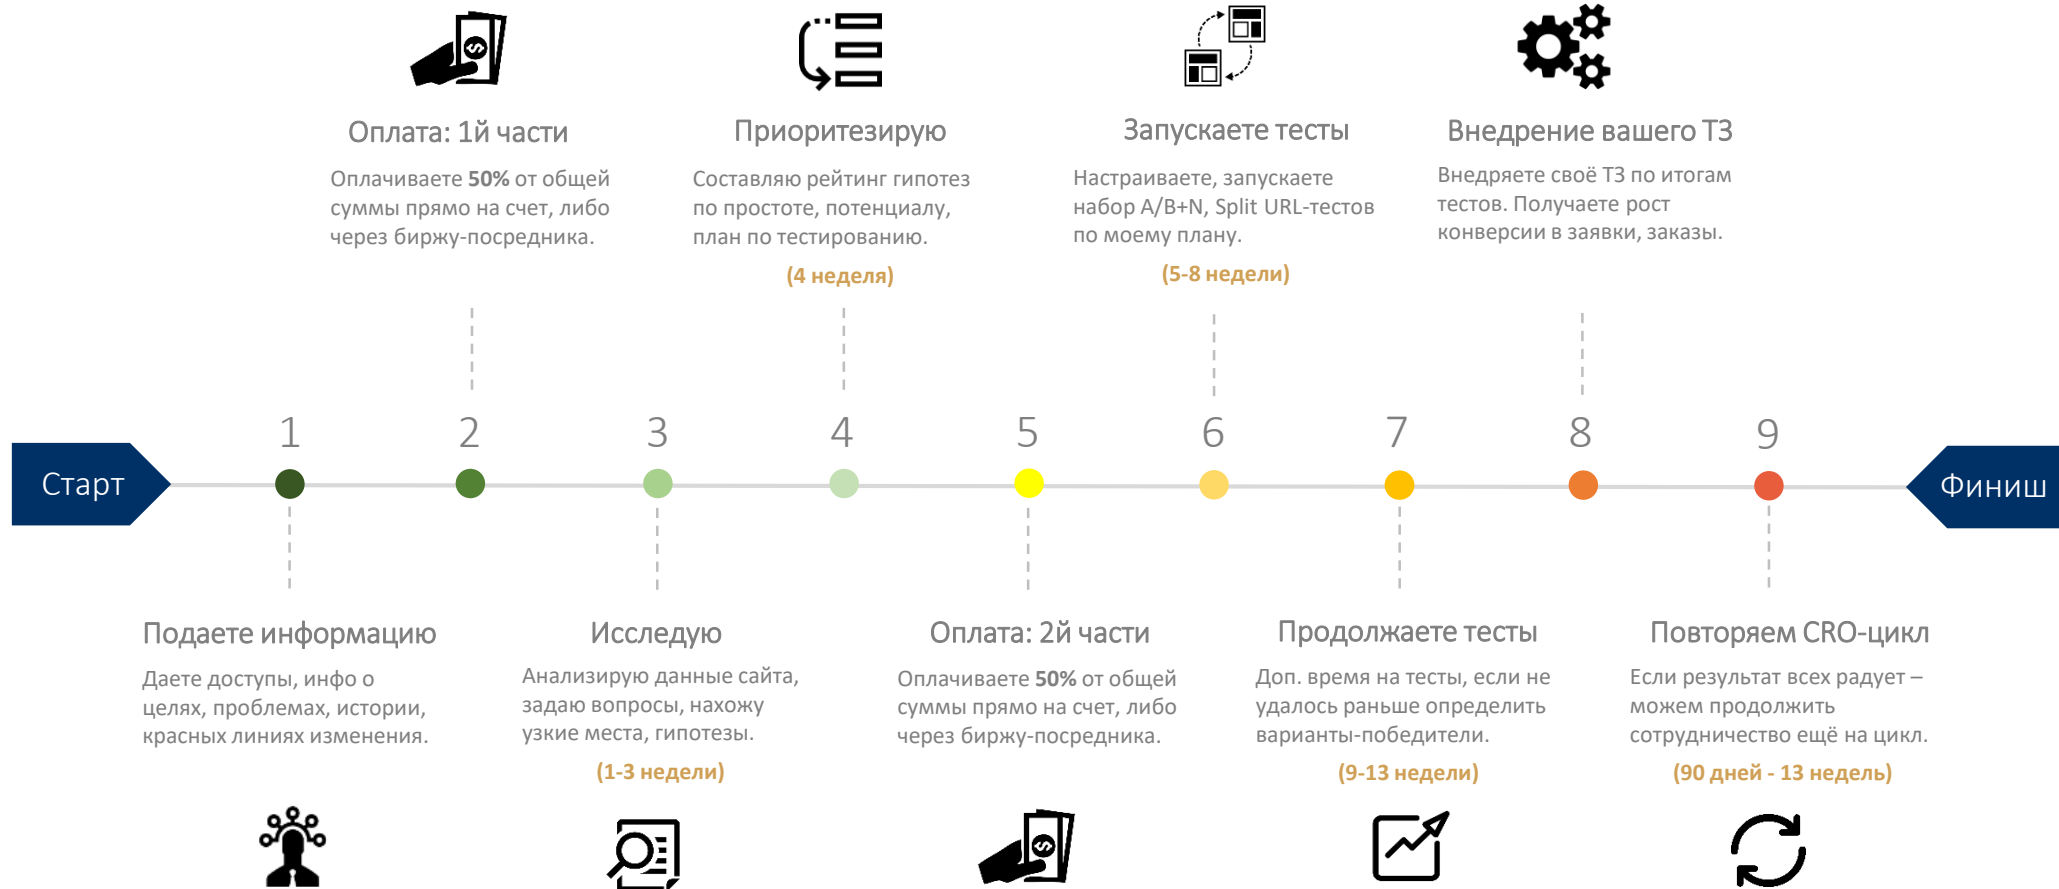 Оплата: 1й части
Оплачиваете 50% от общей
суммы прямо на счет, либо
через биржу-посредника.
Приоритезирую
Составляю рейтинг гипотез
по простоте, потенциалу,
план по тестированию.
(4 неделя)
Запускаете тесты
Настраиваете, запускаете
набор A/B+N, Split URL-тестов
по моему плану.
(5-8 недели)
Внедрение вашего ТЗ
Внедряете своё ТЗ по итогам
тестов. Получаете рост
конверсии в заявки, заказы.
1 2 3 4 5 6 7 8 9
Старт
Финиш
Подаете информацию
Даете доступы, инфо о
целях, проблемах, истории,
красных линиях изменения.
Исследую
Анализирую данные сайта,
задаю вопросы, нахожу
узкие места, гипотезы.
(1-3 недели)
Оплата: 2й части
Оплачиваете 50% от общей
суммы прямо на счет, либо
через биржу-посредника.
Продолжаете тесты
Доп. время на тесты, если не
удалось раньше определить
варианты-победители.
(9-13 недели)
Повторяем CRO-цикл
Если результат всех радует –
можем продолжить
сотрудничество ещё на цикл.
(90 дней - 13 недель)